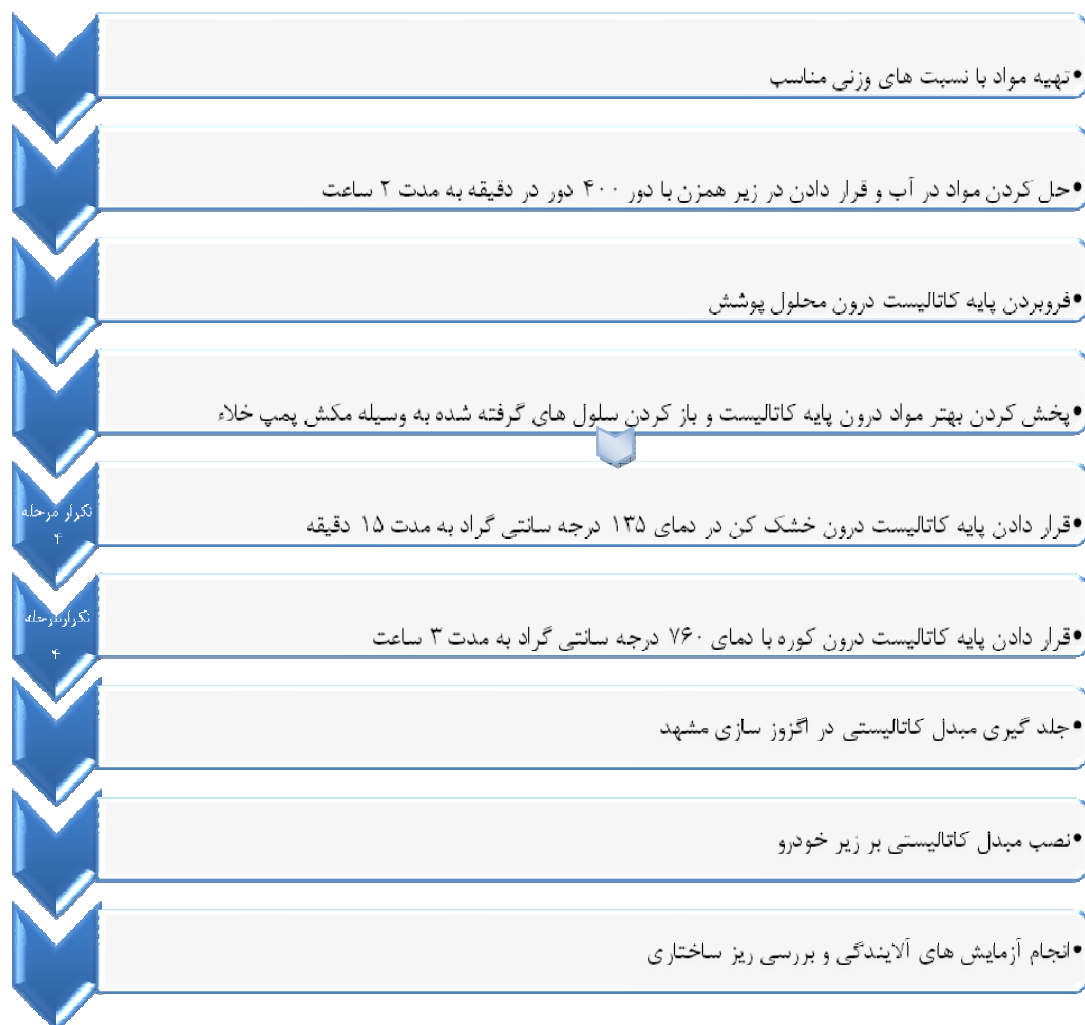 •تهیه مواد با نسبت های وزنی مناسب
•حل کردن مواد در آب و قرار دادن در زیر همزن با دور ۴۰۰ دور در دقیقه به مدت ۲ ساعت
•فروبردن پایه کاتالیست درون محلول پوشش
•پخش کردن بهتر مواد درون پایه کاتالیست و باز کردن سلول های گرفته شده به وسیله مکش پمپ خلاء
تکرار مرحله
۴
•قرار دادن پایه کاتالیست درون خشک کن در دمای ۱۳۵ درجه سانتی گراد به مدت ۱۵ دقیقه
تکرارمرحله
۴
•قرار دادن پایه کاتالیست درون کوره با دمای ۷۶۰ درجه سانتی گراد به مدت ۳ ساعت
•جلد گیری مبدل کاتالیستی در اگزوز سازی مشهد
•نصب مبدل کاتالیستی بر زیر خودرو
•انجام آزمایش های آلایندگی و بررسی ریز ساختاری